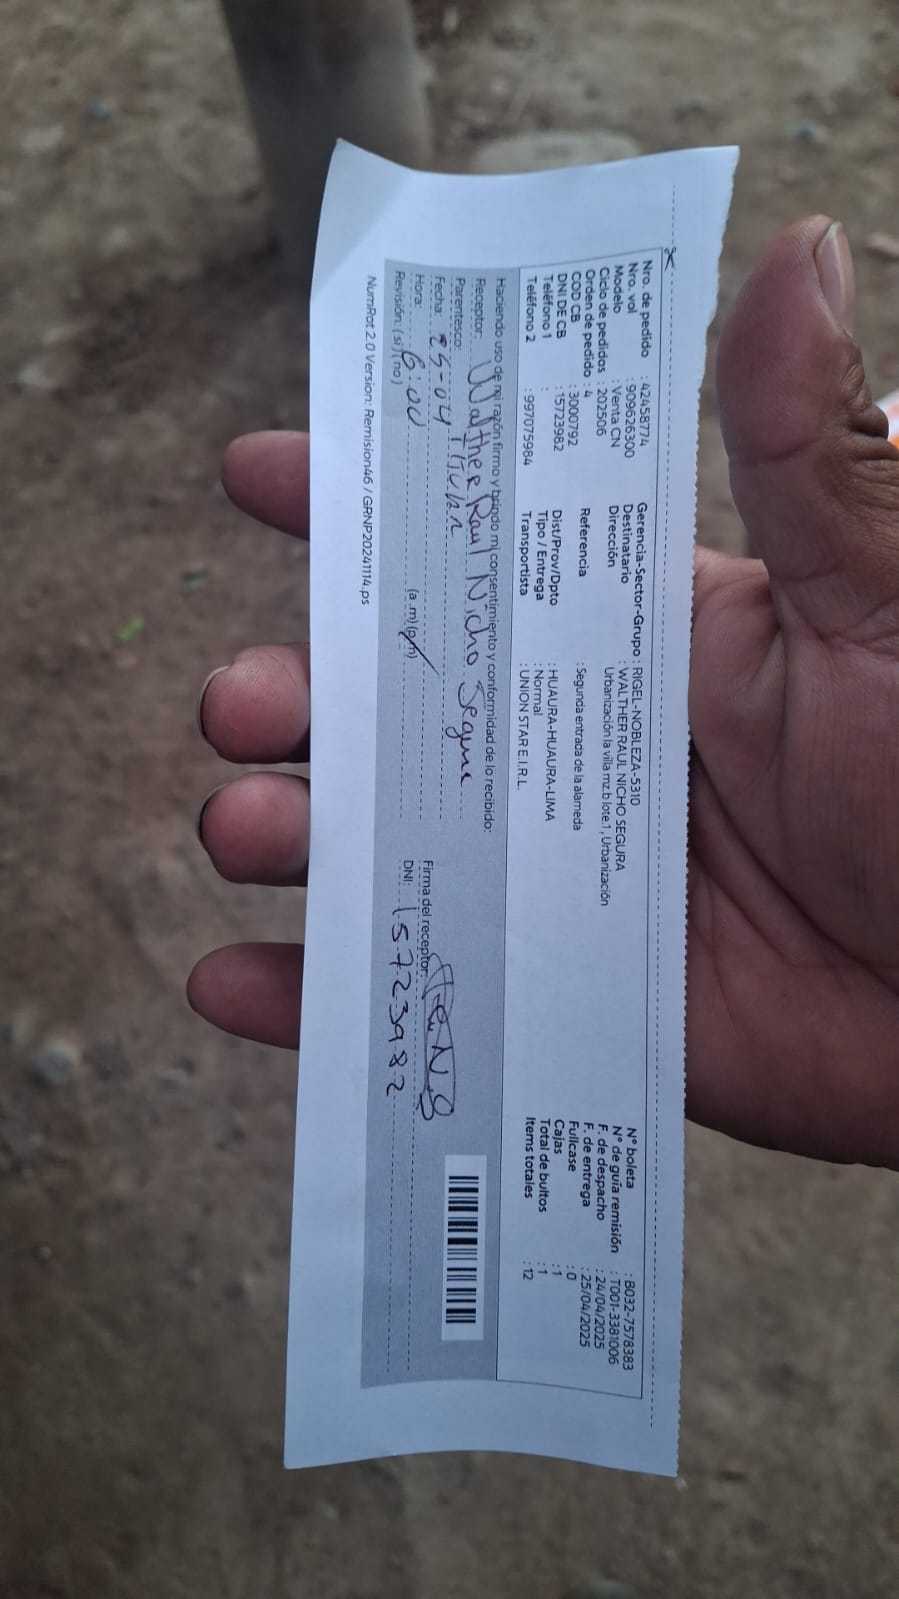 Nro. de pedido : 42458774 Gerencia-Sector-Grupo : RIGEL-NOBLEZA-5310 N° boleta : B032-7578383
Nro. vol : 909626300 Destinatario : WALTHER RAUL NICHO SEGURA N° de guía remisión : T001-3381006
Modelo : Venta CN Dirección Urbanización la villa mz.b lote.1 , Urbanización F. de despacho : 24/04/2025
Ciclo de pedidos : 202506 F. de entrega : 25/04/2025
Orden de pedido : 4 Referencia : Segunda entrada de la alameda Fullcase : 0
COD CB : 3000792 Cajas : 1
DNI DE CB : 15723982 Dist/Prov/Dpto : HUAURA-HUAURA-LIMA Total de bultos : 1
Teléfono 1 Tipo / Entrega : Normal Items totales : 12
Teléfono 2 : 997075984 Transportista : UNION STAR E.I.R.L.
Haciendo uso de mi razón firmo y brindo mi consentimiento y conformidad de lo recibido:
Receptor: Walther Raul Nicho Segura
Parentesco: Titular
Fecha: 25-04
Hora: 6:00 (a .m) (p.m)
Revisión: ( si ) ( no )
Firma del receptor:
DNI: 15723982
NumRot 2.0 Version: Remision46 / GRNP20241114.ps